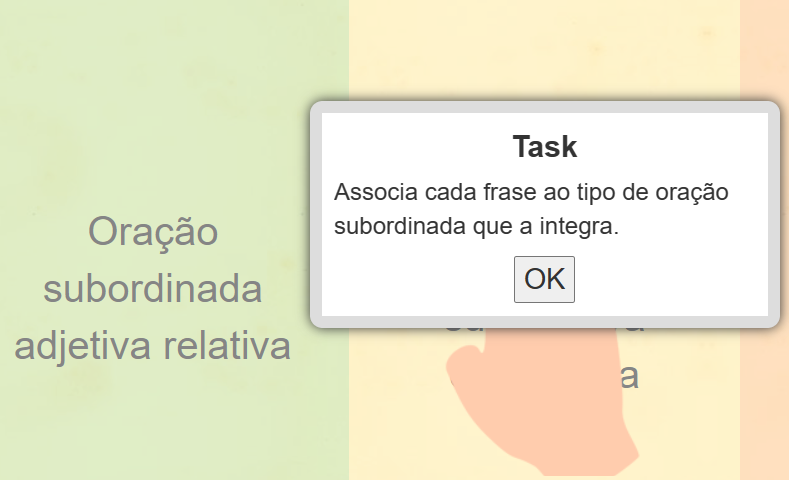 Task
Associa cada frase ao tipo de oração
subordinada que a integra.
OK
Oração
subordinada
adjetiva relativa